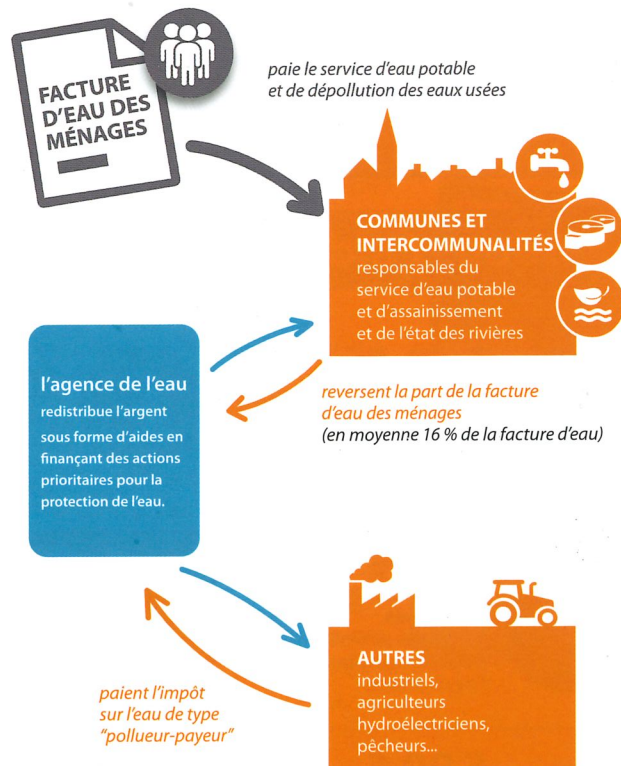 FACTURE
D'EAU DES
MÉNAGES
paie le service d'eau potable
et de dépollution des eaux usées
COMMUNES ET
INTERCOMMUNALITÉS
responsables du
service d'eau potable
et d'assainissement
et de l'état des rivières
l'agence de l'eau
redistribue l'argent
sous forme d'aides en
finançant des actions
prioritaires pour la
protection de l'eau.
reversent la part de la facture
d'eau des ménages
(en moyenne 16 % de la facture d'eau)
AUTRES
industriels,
agriculteurs
hydroélectriciens,
pêcheurs...
paient l'impôt
sur l'eau de type
"pollueur-payeur"